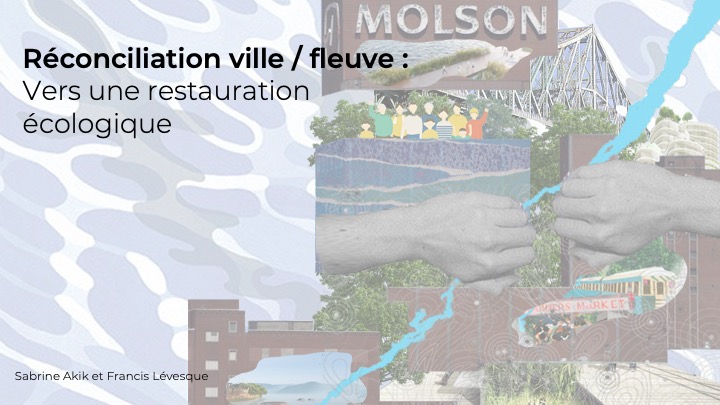 MOLSON
Réconciliation ville / fleuve :
Vers une restauration
écologique
MARKET
Sabrine Akik et Francis Lévesque